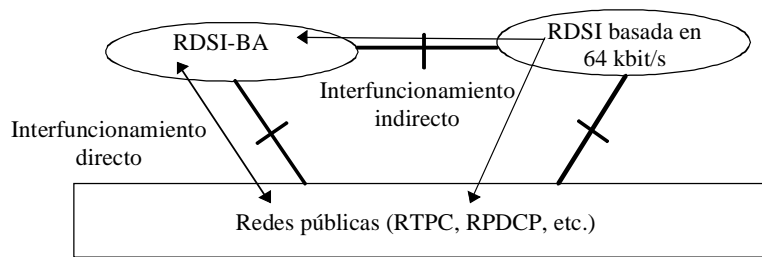 RDSI-BA
RDSI basada en
64 kbit/s
Interfuncionamiento
indirecto
Interfuncionamiento
directo
Redes públicas (RTPC, RPDCP, etc.)